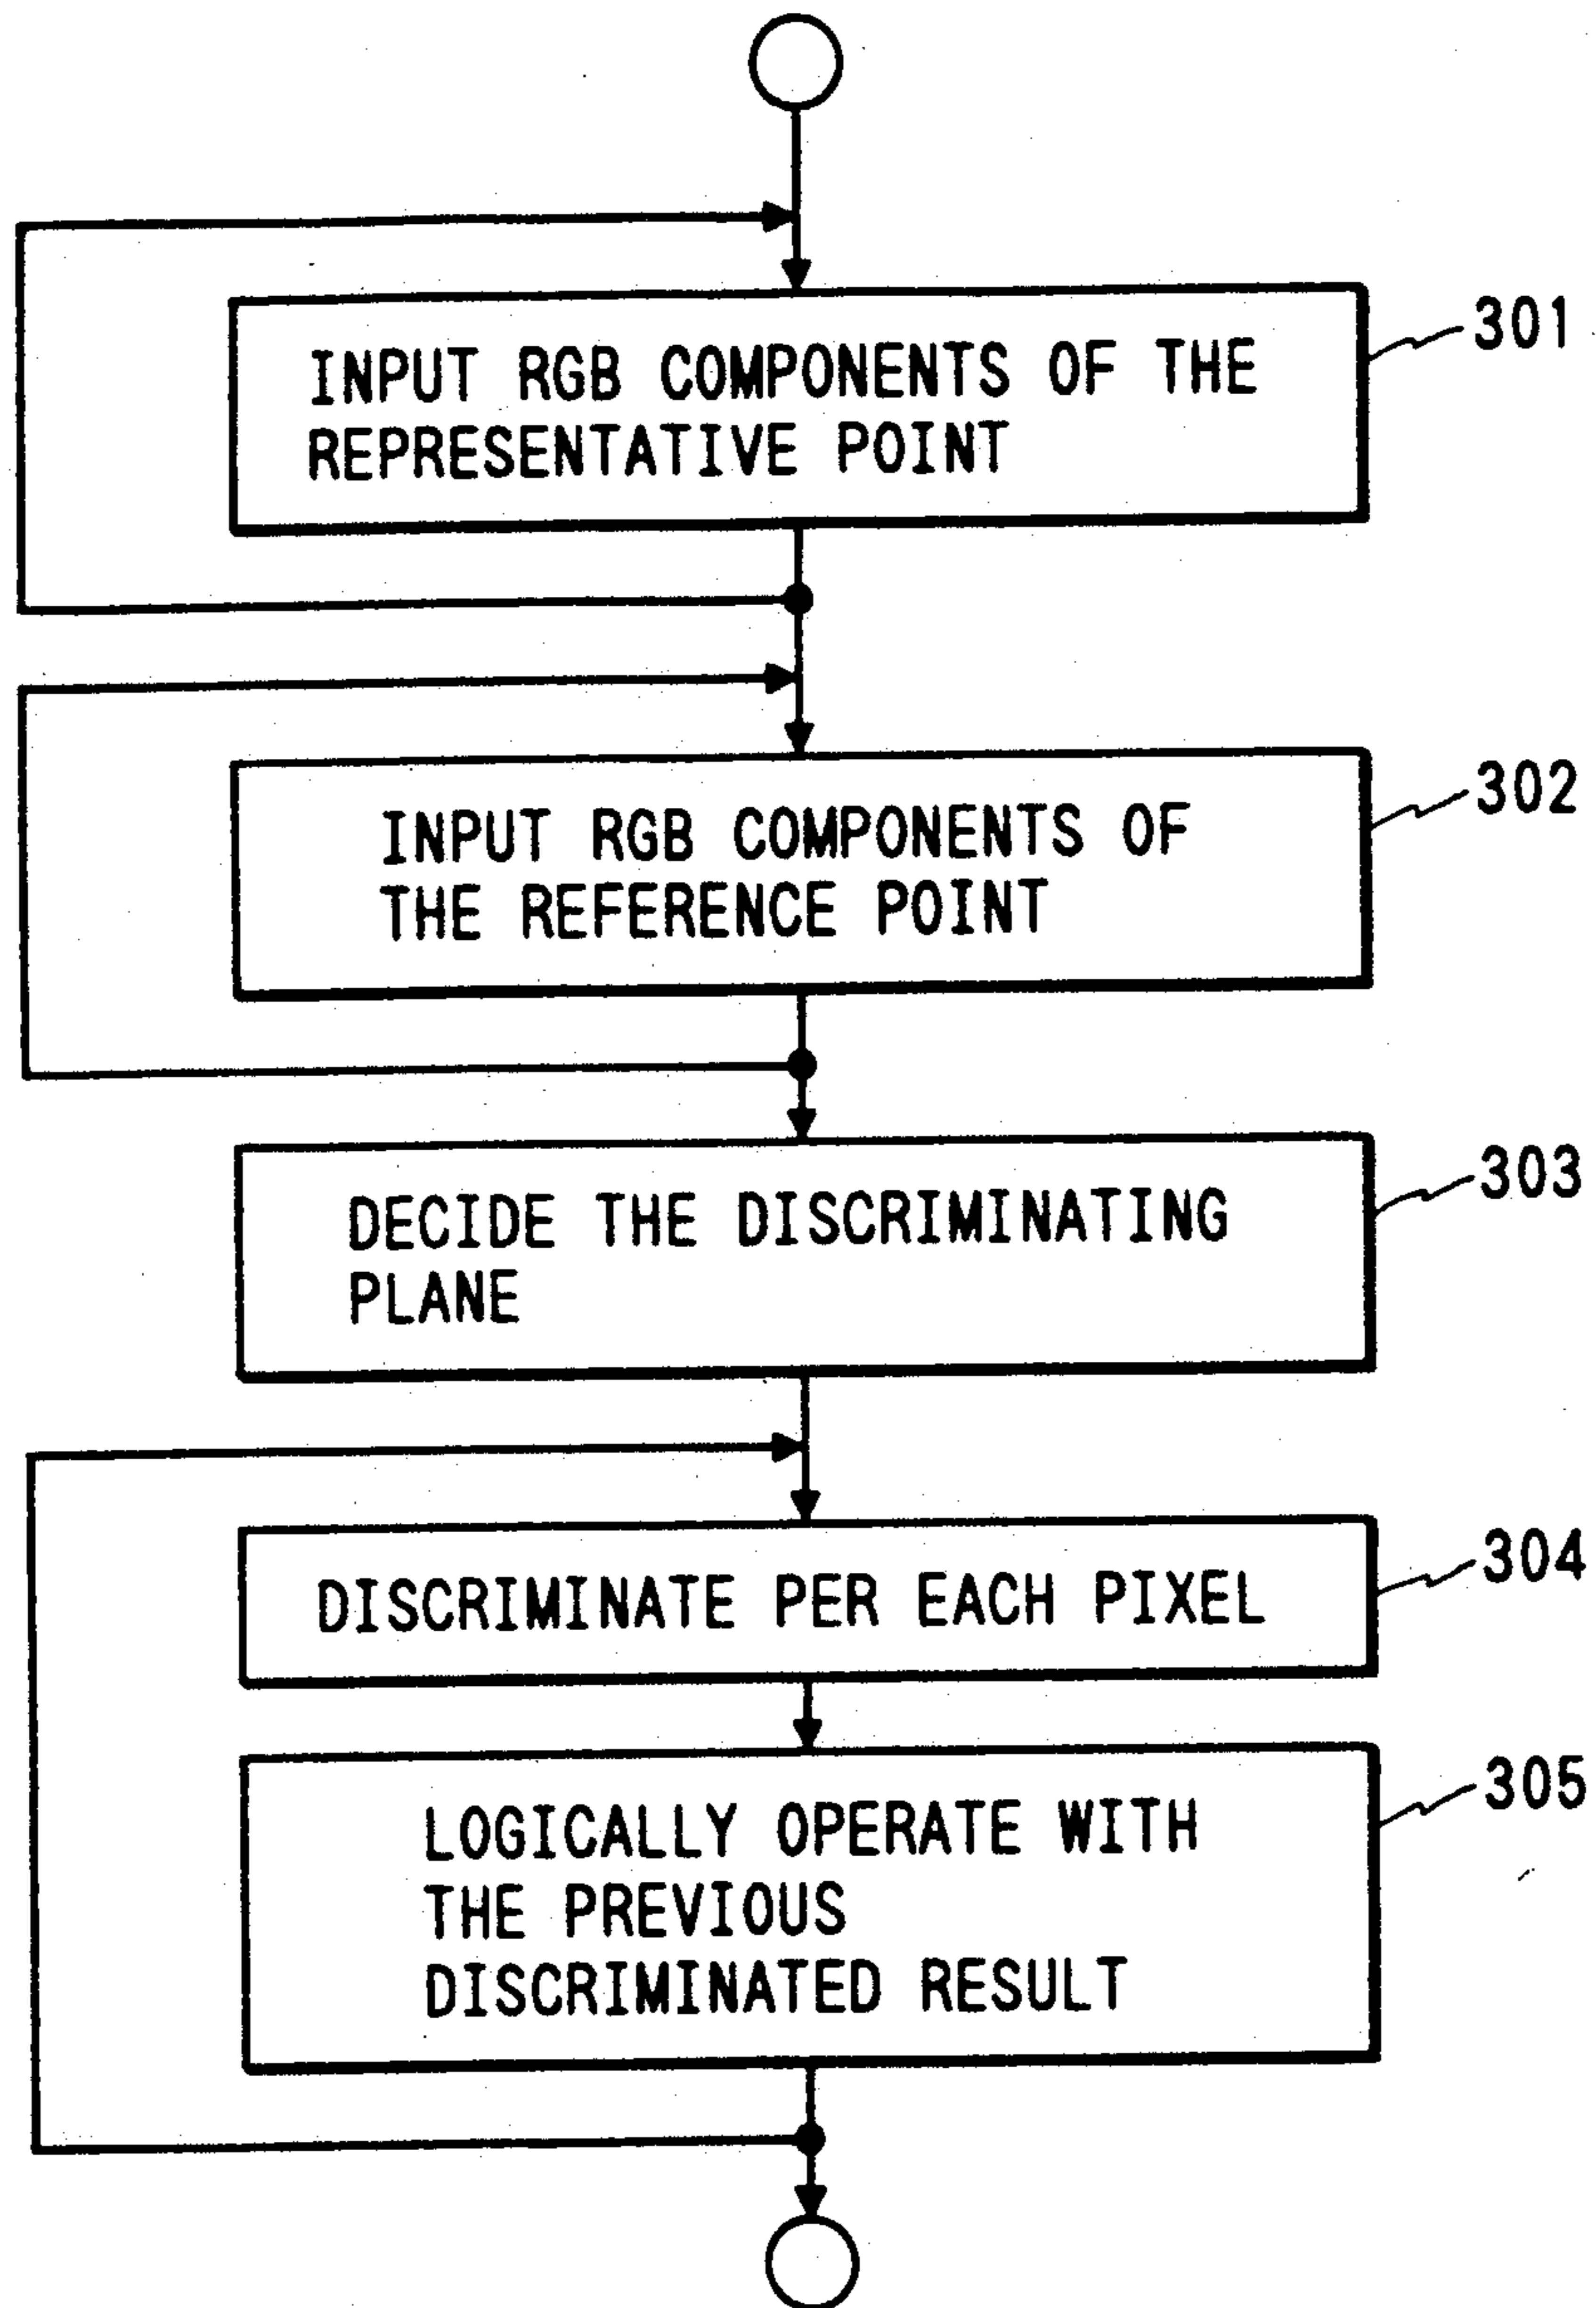 INPUT RGB COMPONENTS OF THE
REPRESENTATIVE POINT
301
INPUT RGB COMPONENTS OF
THE REFERENCE POINT
302
DECIDE THE DISCRIMINATING
PLANE
303
DISCRIMINATE PER EACH PIXEL
304
LOGICALLY OPERATE WITH
THE PREVIOUS
DISCRIMINATED RESULT
305